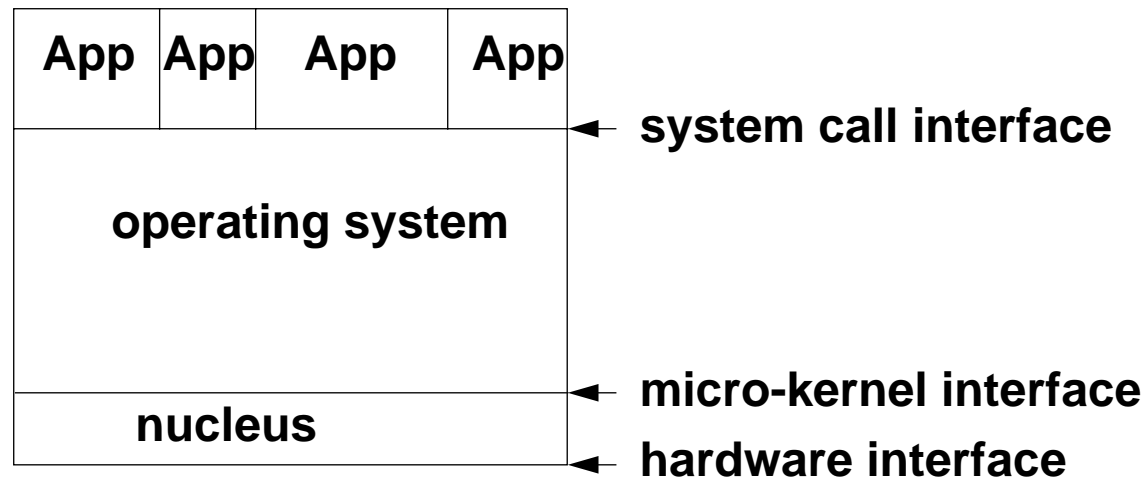 App App App App
system call interface
operating system
micro-kernel interface
nucleus
hardware interface